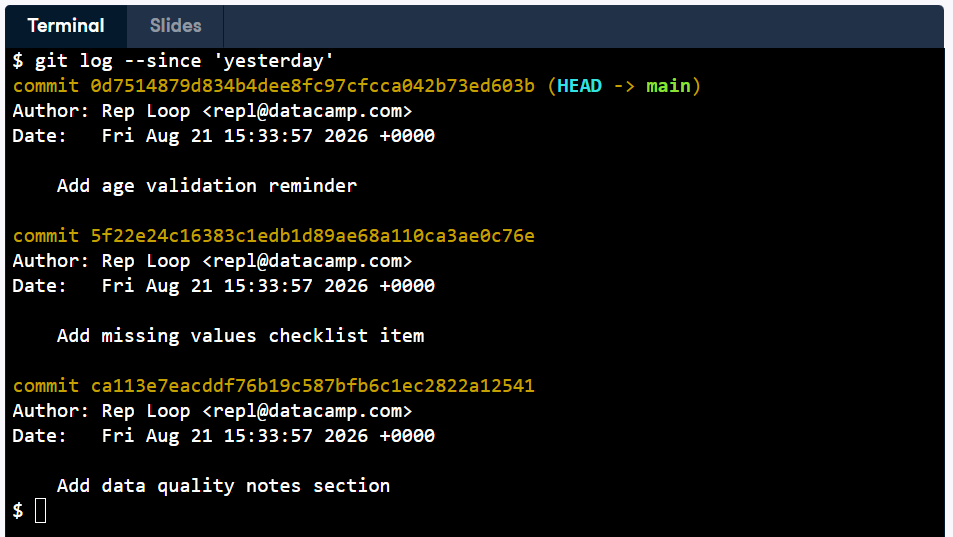 Terminal Slides
$ git log --since 'yesterday'
commit 0d7514879d834b4dee8fc97cfcca042b73ed603b (HEAD -> main)
Author: Rep Loop <repl@datacamp.com>
Date:   Fri Aug 21 15:33:57 2026 +0000
    Add age validation reminder
commit 5f22e24c16383c1edb1d89ae68a110ca3ae0c76e
Author: Rep Loop <repl@datacamp.com>
Date:   Fri Aug 21 15:33:57 2026 +0000
    Add missing values checklist item
commit ca113e7eacddf76b19c587bfb6c1ec2822a12541
Author: Rep Loop <repl@datacamp.com>
Date:   Fri Aug 21 15:33:57 2026 +0000
    Add data quality notes section
$